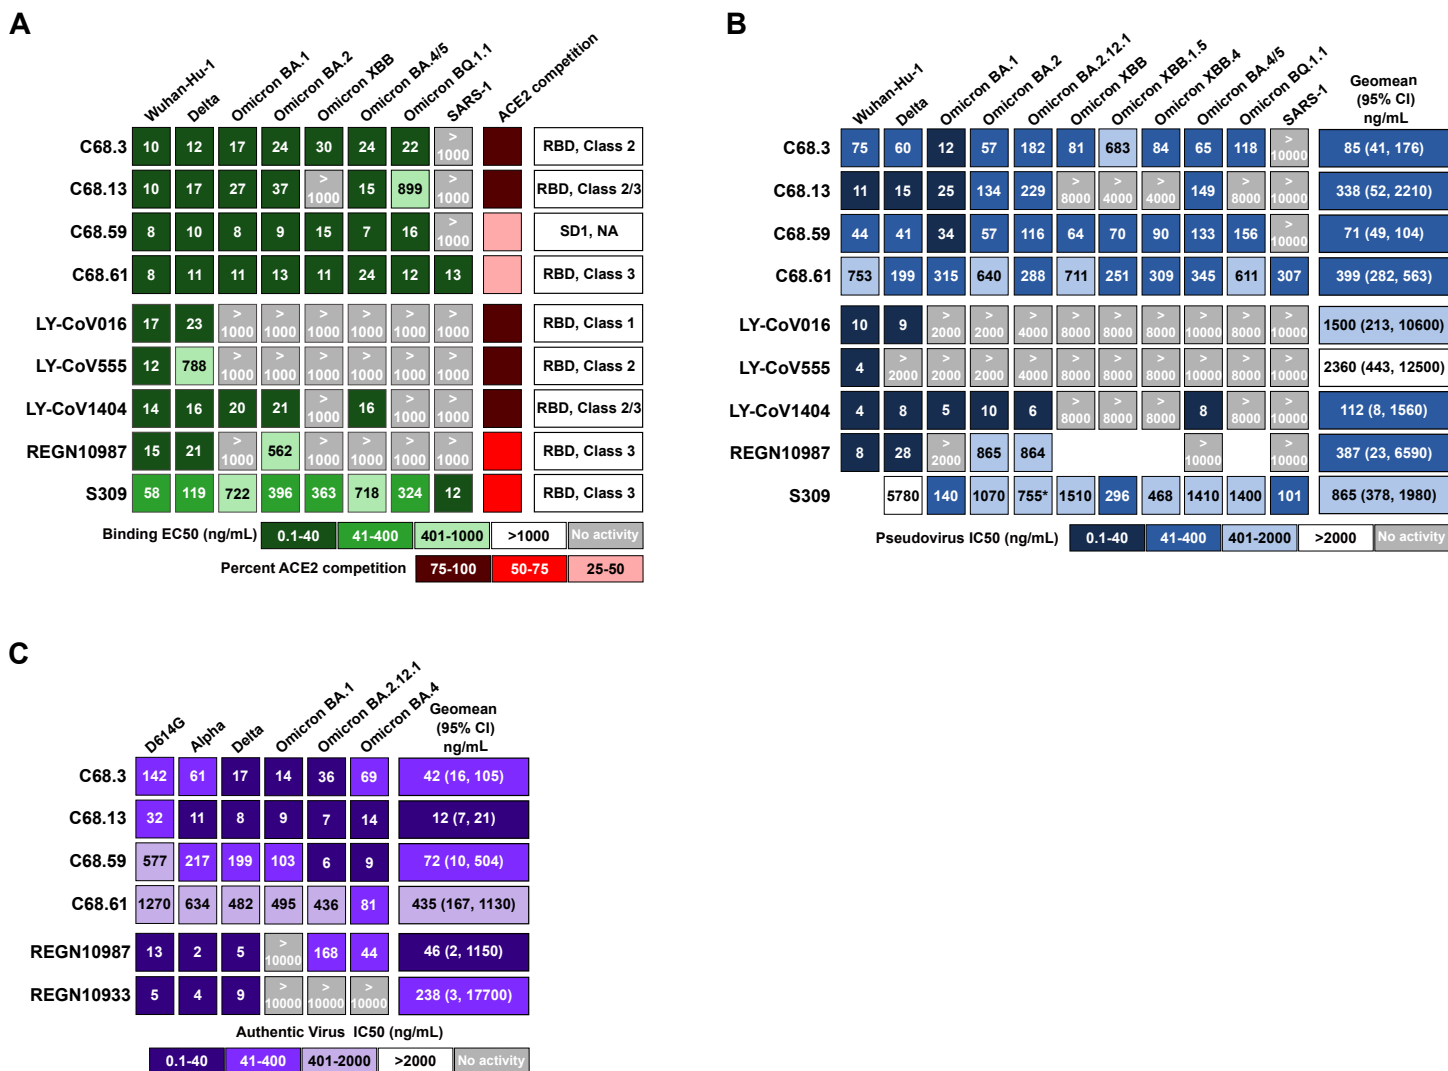 A
Wuhan-Hu-1
Delta
Omicron BA.1
Omicron BA.2
Omicron XBB
Omicron BA.4/5
Omicron BQ.1.1
SARS-1
ACE2 competition
C68.3 10 12 17 24 30 24 22 > 1000 RBD, Class 2
C68.13 10 17 27 37 > 1000 15 899 > 1000 RBD, Class 2/3
C68.59 8 10 8 9 15 7 16 > 1000 SD1, NA
C68.61 8 11 11 13 11 24 12 13 RBD, Class 3
LY-CoV016 17 23 > 1000 > 1000 > 1000 > 1000 > 1000 > 1000 RBD, Class 1
LY-CoV555 12 788 > 1000 > 1000 > 1000 > 1000 > 1000 > 1000 RBD, Class 2
LY-CoV1404 14 16 20 21 > 1000 16 > 1000 > 1000 RBD, Class 2/3
REGN10987 15 21 > 1000 562 > 1000 > 1000 > 1000 > 1000 RBD, Class 3
S309 58 119 722 396 363 718 324 12 RBD, Class 3
Binding EC50 (ng/mL) 0.1-40 41-400 401-1000 >1000 No activity
Percent ACE2 competition 75-100 50-75 25-50
B
Wuhan-Hu-1
Delta
Omicron BA.1
Omicron BA.2
Omicron BA.2.12.1
Omicron XBB
Omicron XBB.1.5
Omicron XBB.4
Omicron BA.4/5
Omicron BQ.1.1
SARS-1
Geomean
(95% CI)
ng/mL
C68.3 75 60 12 57 182 81 683 84 65 118 > 10000 85 (41, 176)
C68.13 11 15 25 134 229 > 8000 > 4000 > 4000 149 > 8000 > 10000 338 (52, 2210)
C68.59 44 41 34 57 116 64 70 90 133 156 > 10000 71 (49, 104)
C68.61 753 199 315 640 288 711 251 309 345 611 307 399 (282, 563)
LY-CoV016 10 9 > 2000 > 2000 > 4000 > 8000 > 8000 > 8000 > 10000 > 8000 > 10000 1500 (213, 10600)
LY-CoV555 4 > 2000 > 2000 > 2000 > 4000 > 8000 > 8000 > 8000 > 10000 > 8000 > 10000 2360 (443, 12500)
LY-CoV1404 4 8 5 10 6 > 8000 > 8000 > 8000 8 > 8000 > 10000 112 (8, 1560)
REGN10987 8 28 > 2000 865 864 > 10000 > 10000 387 (23, 6590)
S309 5780 140 1070 755* 1510 296 468 1410 1400 101 865 (378, 1980)
Pseudovirus IC50 (ng/mL) 0.1-40 41-400 401-2000 >2000 No activity
C
D614G
Alpha
Delta
Omicron BA.1
Omicron BA.2.12.1
Omicron BA.4
Geomean
(95% CI)
ng/mL
C68.3 142 61 17 14 36 69 42 (16, 105)
C68.13 32 11 8 9 7 14 12 (7, 21)
C68.59 577 217 199 103 6 9 72 (10, 504)
C68.61 1270 634 482 495 436 81 435 (167, 1130)
REGN10987 13 2 5 > 10000 168 44 46 (2, 1150)
REGN10933 5 4 9 > 10000 > 10000 > 10000 238 (3, 17700)
Authentic Virus IC50 (ng/mL)
0.1-40 41-400 401-2000 >2000 No activity